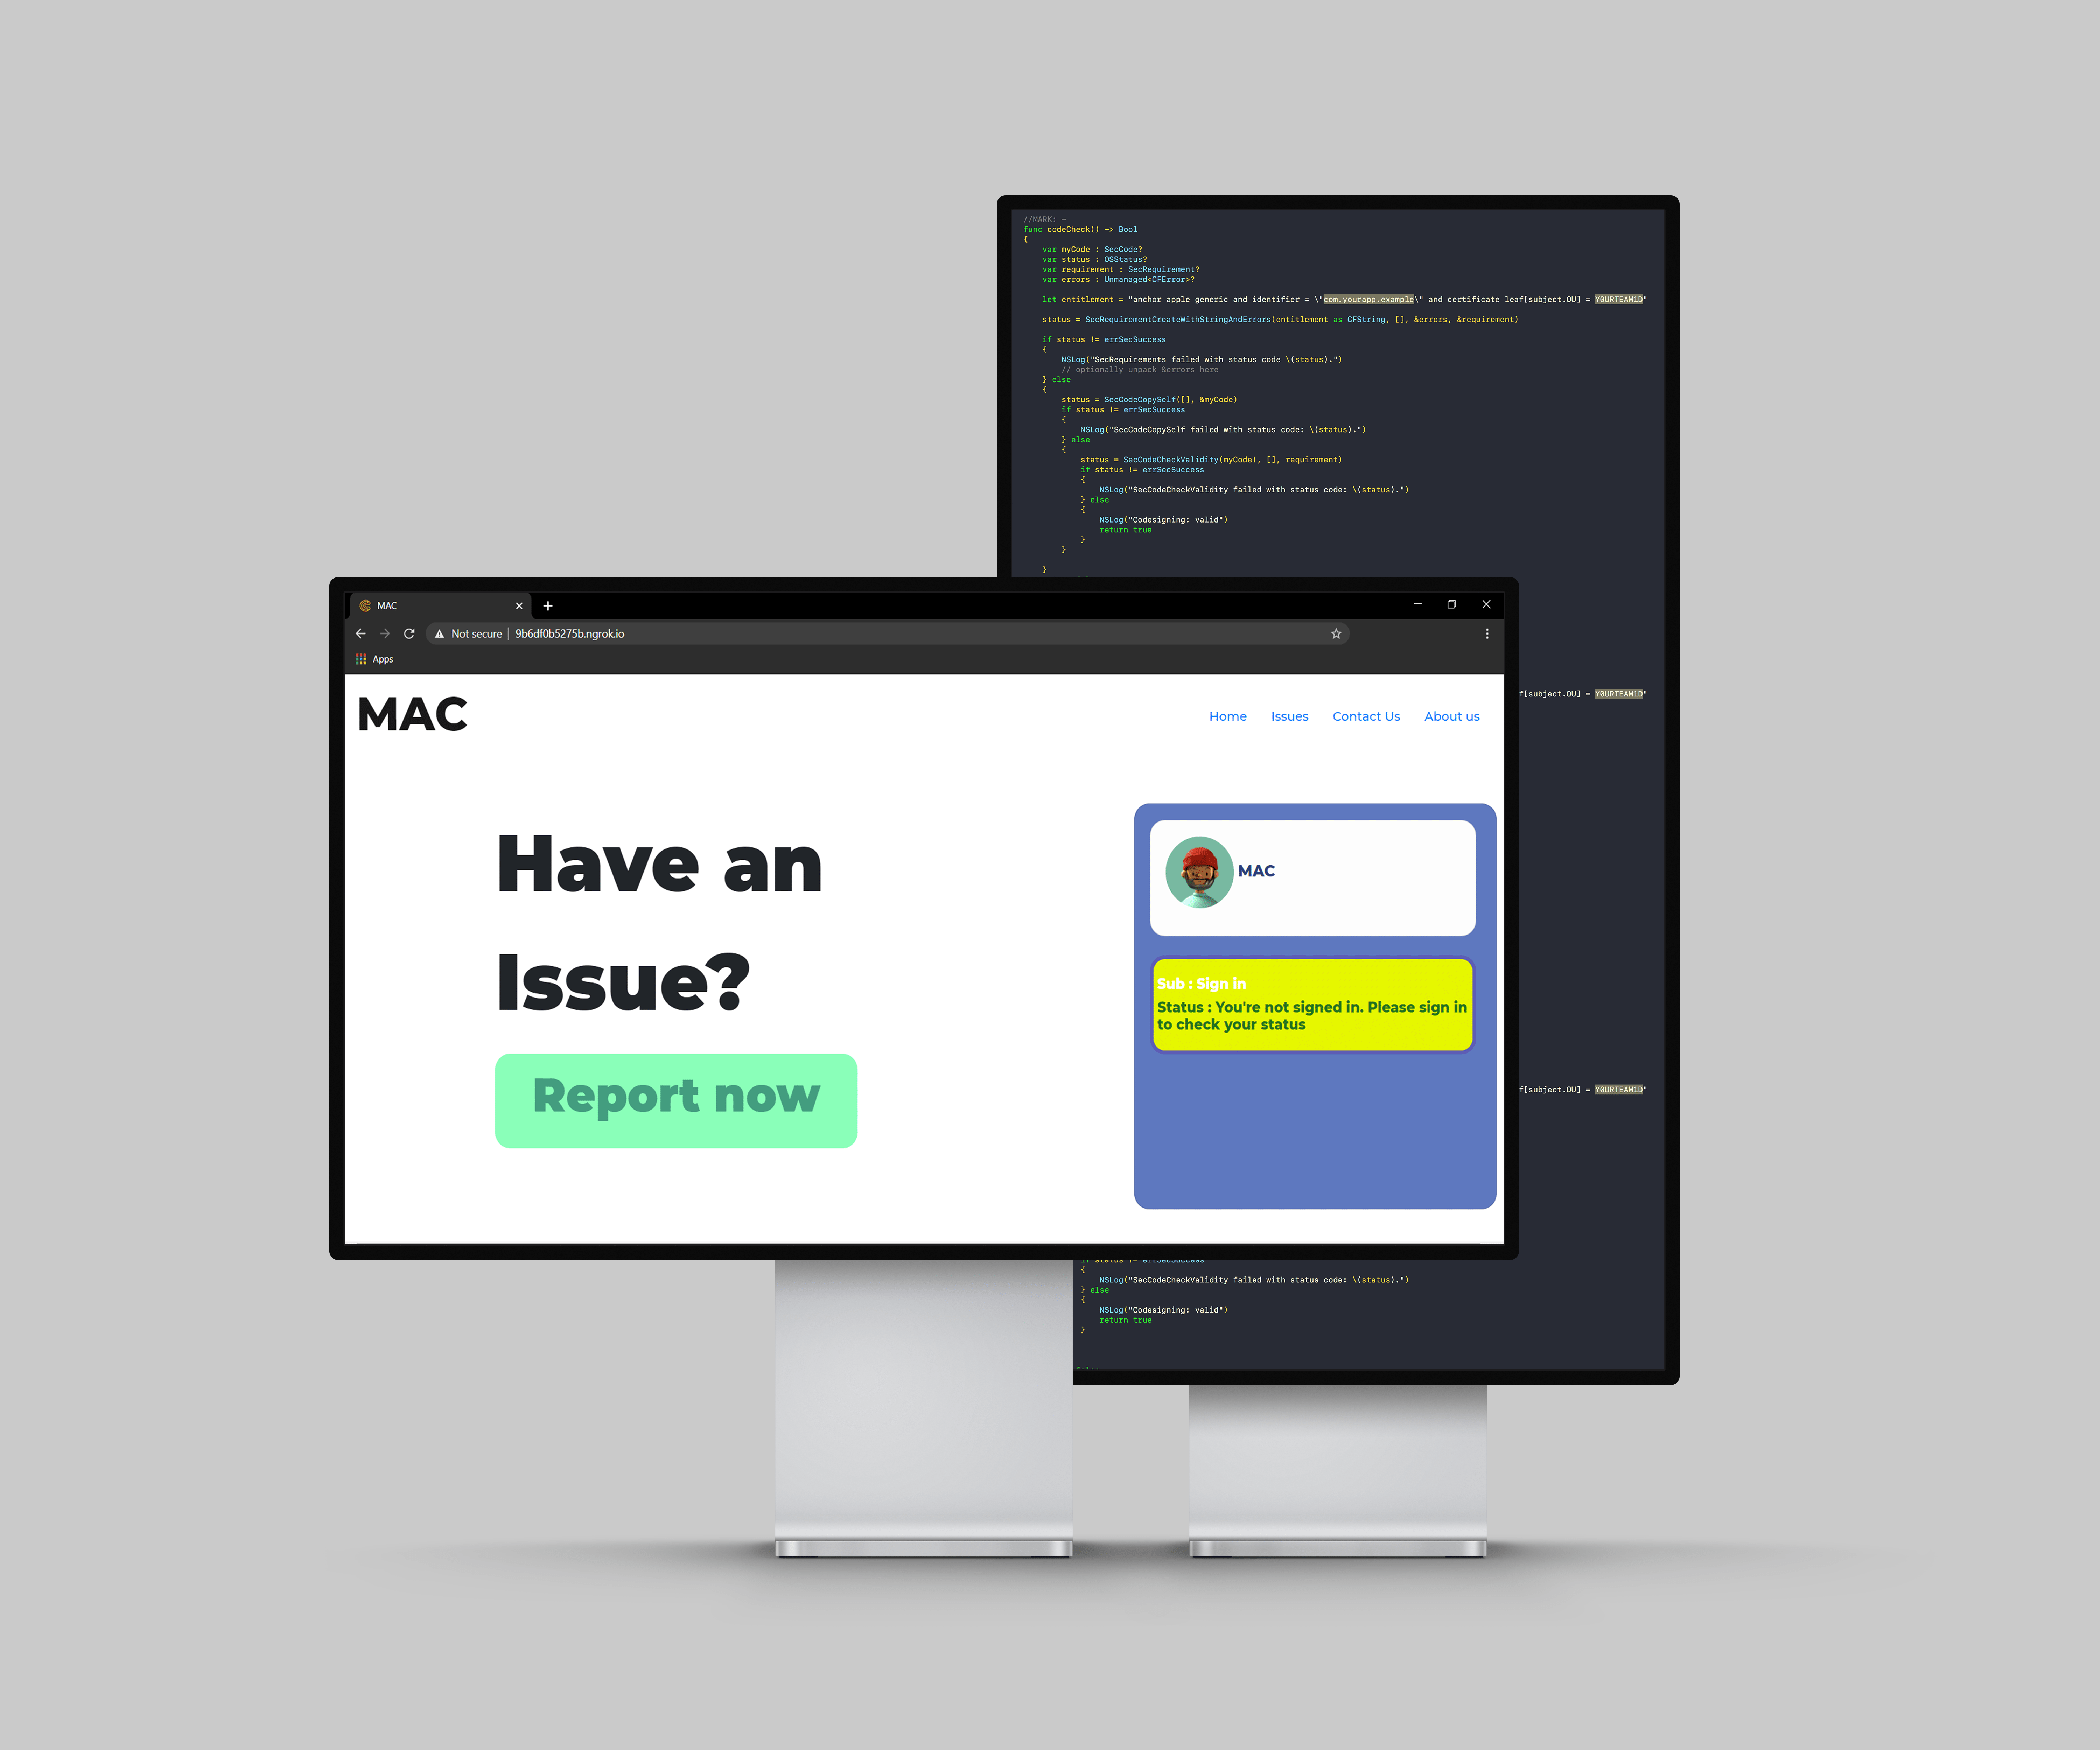 //MARK: -
func codeCheck() -> Bool
{
var myCode : SecCode?
var status : OSStatus?
var requirement : SecRequirement?
var errors : Unmanaged<CFError>?
let entitlement = "anchor apple generic and identifier = \"com.yourapp.example\" and certificate leaf[subject.OU] = Y0URTEAM1D"
status = SecRequirementCreateWithStringAndErrors(entitlement as CFString, [], &errors, &requirement)
if status != errSecSuccess
{
NSLog("SecRequirements failed with status code \(status).")
// optionally unpack &errors here
} else
{
status = SecCodeCopySelf([], &myCode)
if status != errSecSuccess
{
NSLog("SecCodeCopySelf failed with status code: \(status).")
} else
{
status = SecCodeCheckValidity(myCode!, [], requirement)
if status != errSecSuccess
{
NSLog("SecCodeCheckValidity failed with status code: \(status).")
} else
{
NSLog("Codesigning: valid")
return true
}
}
}
MAC
Not secure | 9b6df0b5275b.ngrok.io
Apps
MAC
Home Issues Contact Us About us
Have an
Issue?
Report now
MAC
Sub : Sign in
Status : You're not signed in. Please sign in
to check your status
f[subject.OU] = Y0URTEAM1D"
f[subject.OU] = Y0URTEAM1D"
if status != errSecSuccess
{
NSLog("SecCodeCheckValidity failed with status code: \(status).")
} else
{
NSLog("Codesigning: valid")
return true
}